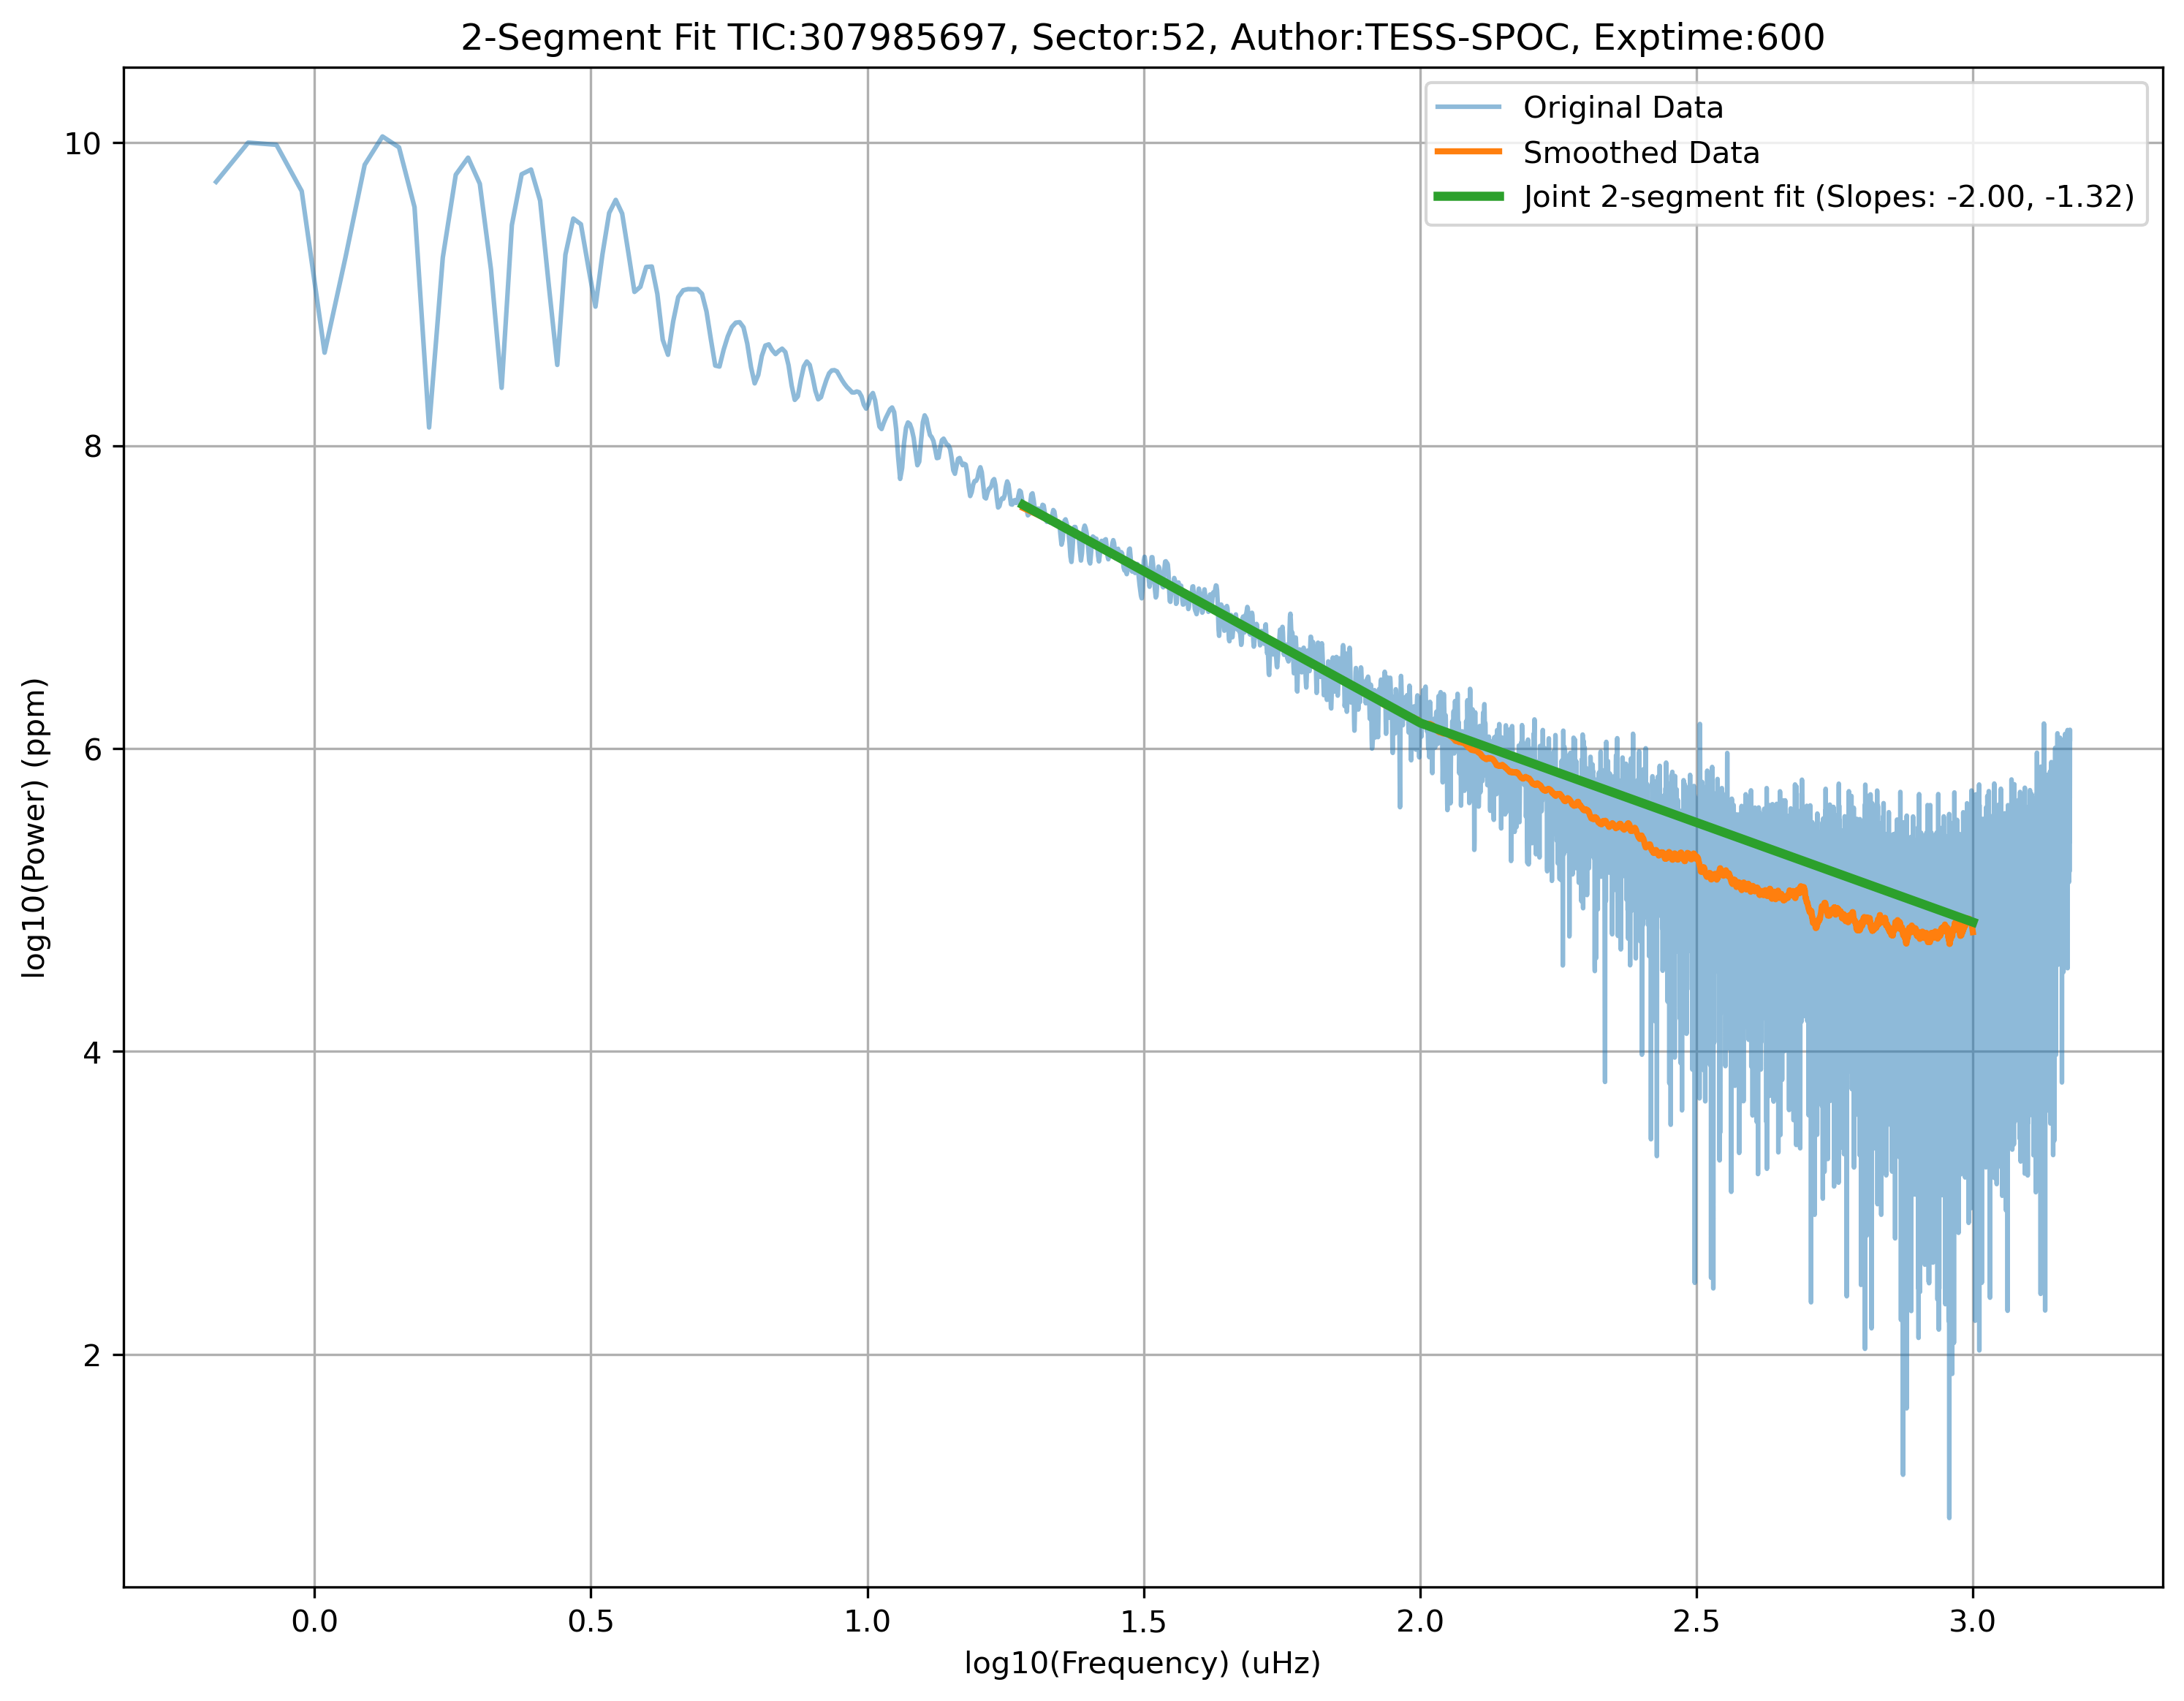 2-Segment Fit TIC:307985697, Sector:52, Author:TESS-SPOC, Exptime:600
Original Data
Smoothed Data
Joint 2-segment fit (Slopes: -2.00, -1.32)
log10(Power) (ppm)
10
8
6
4
2
0.0 0.5 1.0 1.5 2.0 2.5 3.0
log10(Frequency) (uHz)